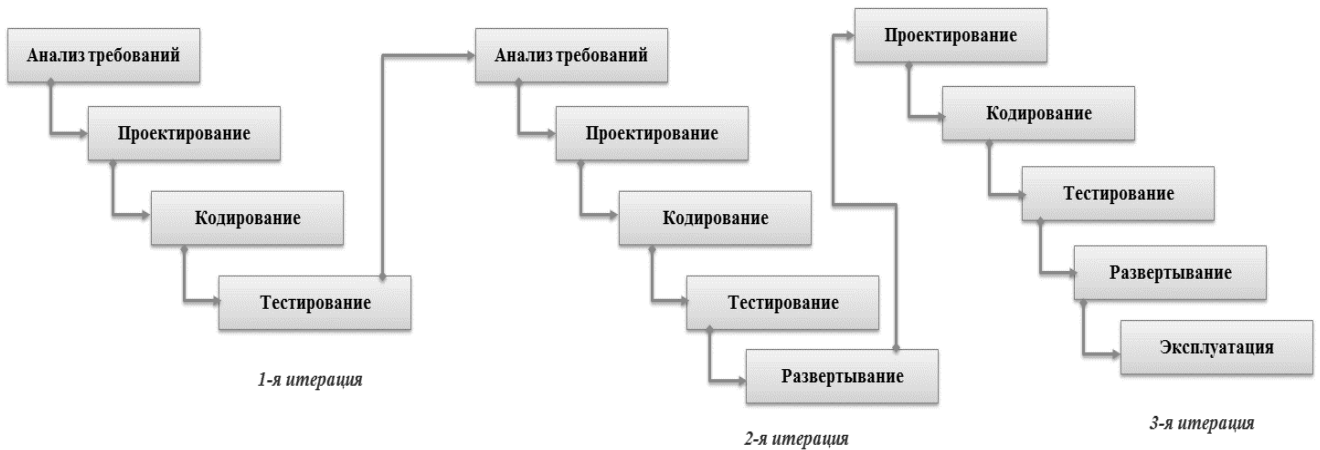 Анализ требований
Проектирование
Кодирование
Тестирование
1-я итерация
Анализ требований
Проектирование
Кодирование
Тестирование
Развертывание
2-я итерация
Проектирование
Кодирование
Тестирование
Развертывание
Эксплуатация
3-я итерация